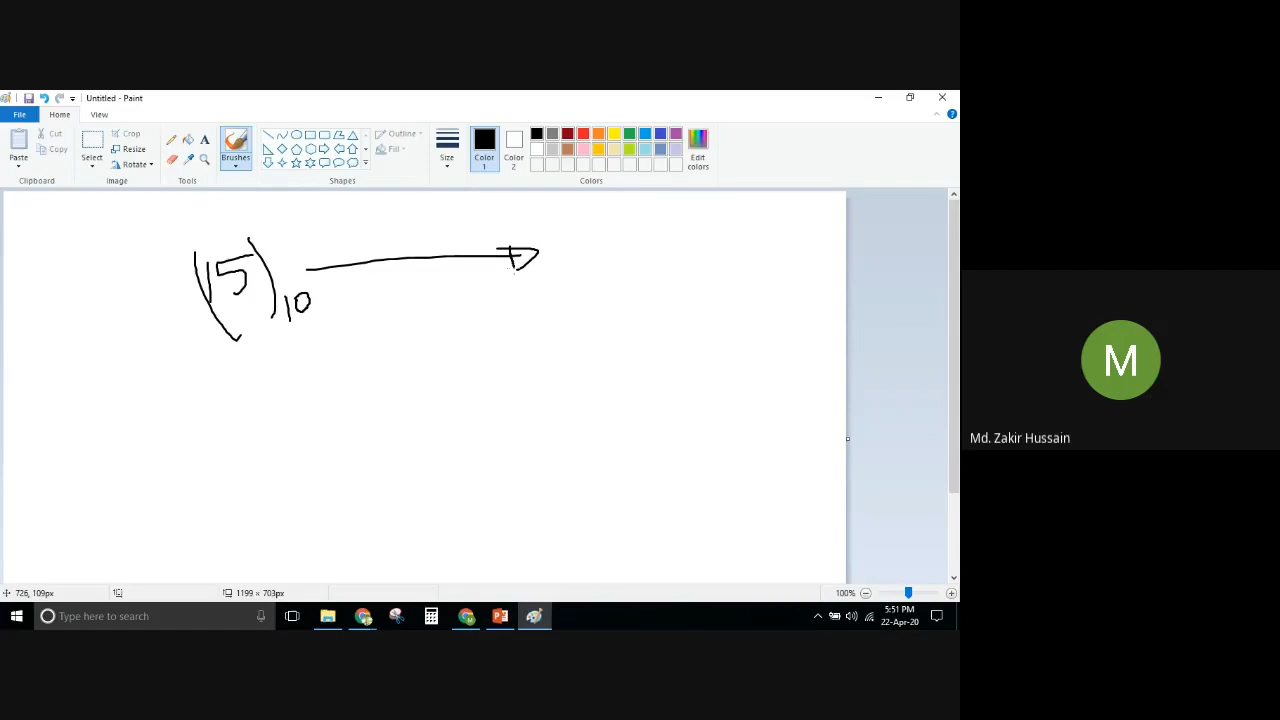 Untitled - Paint
File Home View
Paste
Cut
Copy
Clipboard
Select
Crop
Resize
Rotate
Image
Tools
Brushes
Shapes
Outline
Fill
Size
Color 1
Color 2
Edit colors
Colors
(15)10
M
Md. Zakir Hussain
726, 109px
1199 × 703px
100%
Type here to search
5:51 PM
22-Apr-20